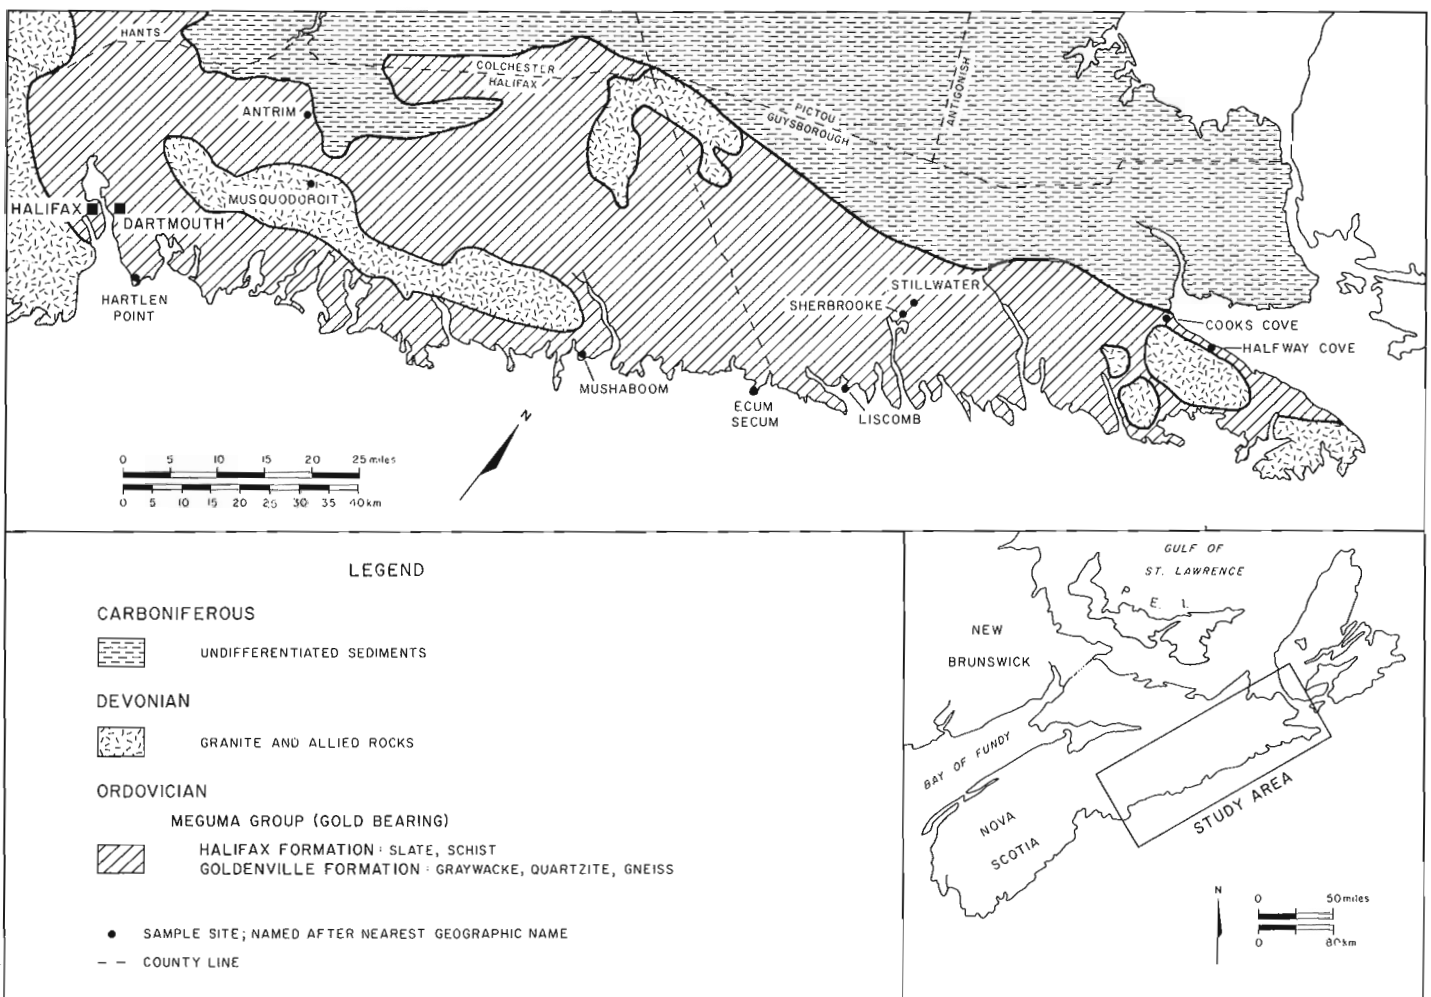 HANTS
COLCHESTER
HALIFAX
ANTIGONISH
PICTOU
GUYSBOROUGH
ANTRIM
MUSQUODOROIT
HALIFAX
DARTMOUTH
HARTLEN
POINT
STILLWATER
SHERBROOKE
COOKS COVE
HALFWAY COVE
MUSHABOOM
ECUM
SECUM
LISCOMB
N
0 5 10 15 20 25 miles
0 5 10 15 20 25 30 35 40 km
LEGEND
CARBONIFEROUS
UNDIFFERENTIATED SEDIMENTS
DEVONIAN
GRANITE AND ALLIED ROCKS
ORDOVICIAN
MEGUMA GROUP (GOLD BEARING)
HALIFAX FORMATION : SLATE, SCHIST
GOLDENVILLE FORMATION : GRAYWACKE, QUARTZITE, GNEISS
SAMPLE SITE; NAMED AFTER NEAREST GEOGRAPHIC NAME
COUNTY LINE
GULF OF
ST. LAWRENCE
P. E. I.
NEW
BRUNSWICK
BAY OF FUNDY
NOVA
SCOTIA
STUDY AREA
N
0 50 miles
0 80 km